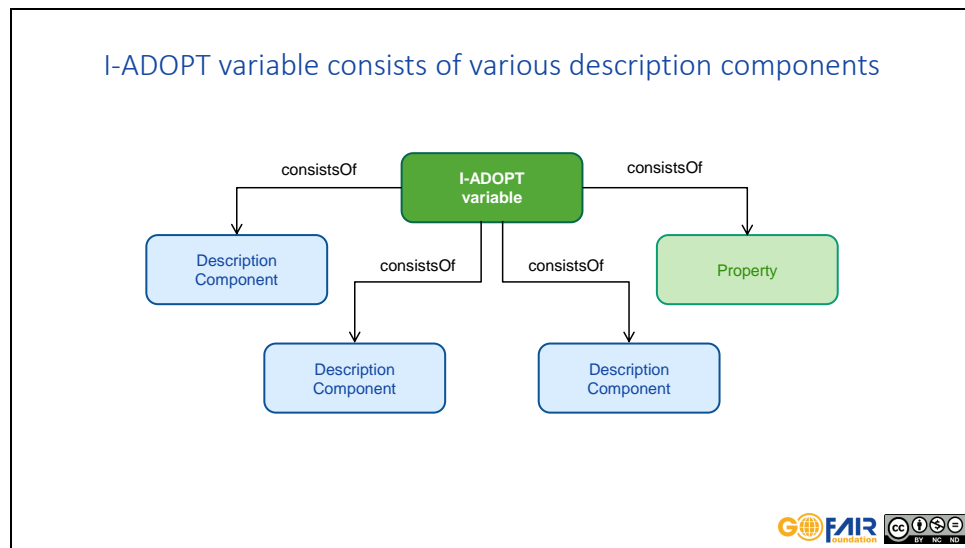 I-ADOPT variable consists of various description components
consistsOf
I-ADOPT
variable
consistsOf
Description
Component
consistsOf
consistsOf
Property
Description
Component
Description
Component
GO FAIR
Foundation
cc
BY NC ND